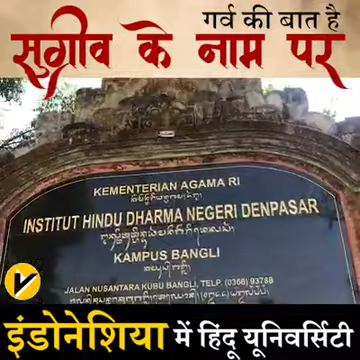 गर्व की बात है
सुग्रीव के नाम पर
KEMENTERIAN AGAMA RI
INSTITUT HINDU DHARMA NEGERI DENPASAR
KAMPUS BANGLI
JALAN NUSANTARA KUBU BANGLI, TELP. (0366) 93788
इंडोनेशिया में हिंदू यूनिवर्सिटी